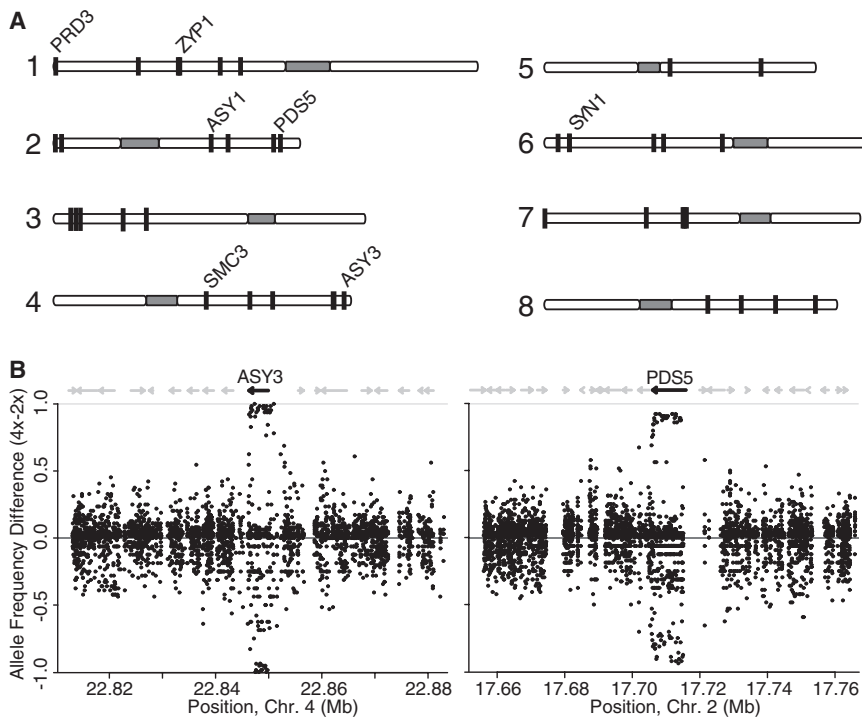 A
PRD3
ZYP1
1
5
ASY1
PDS5
2
SYN1
6
3
7
SMC3
ASY3
4
8
B
ASY3
PDS5
Allele Frequency Difference (4x-2x)
1.0
0.5
0.0
-0.5
-1.0
22.82 22.84 22.86 22.88
17.66 17.68 17.70 17.72 17.74 17.76
Position, Chr. 4 (Mb)
Position, Chr. 2 (Mb)